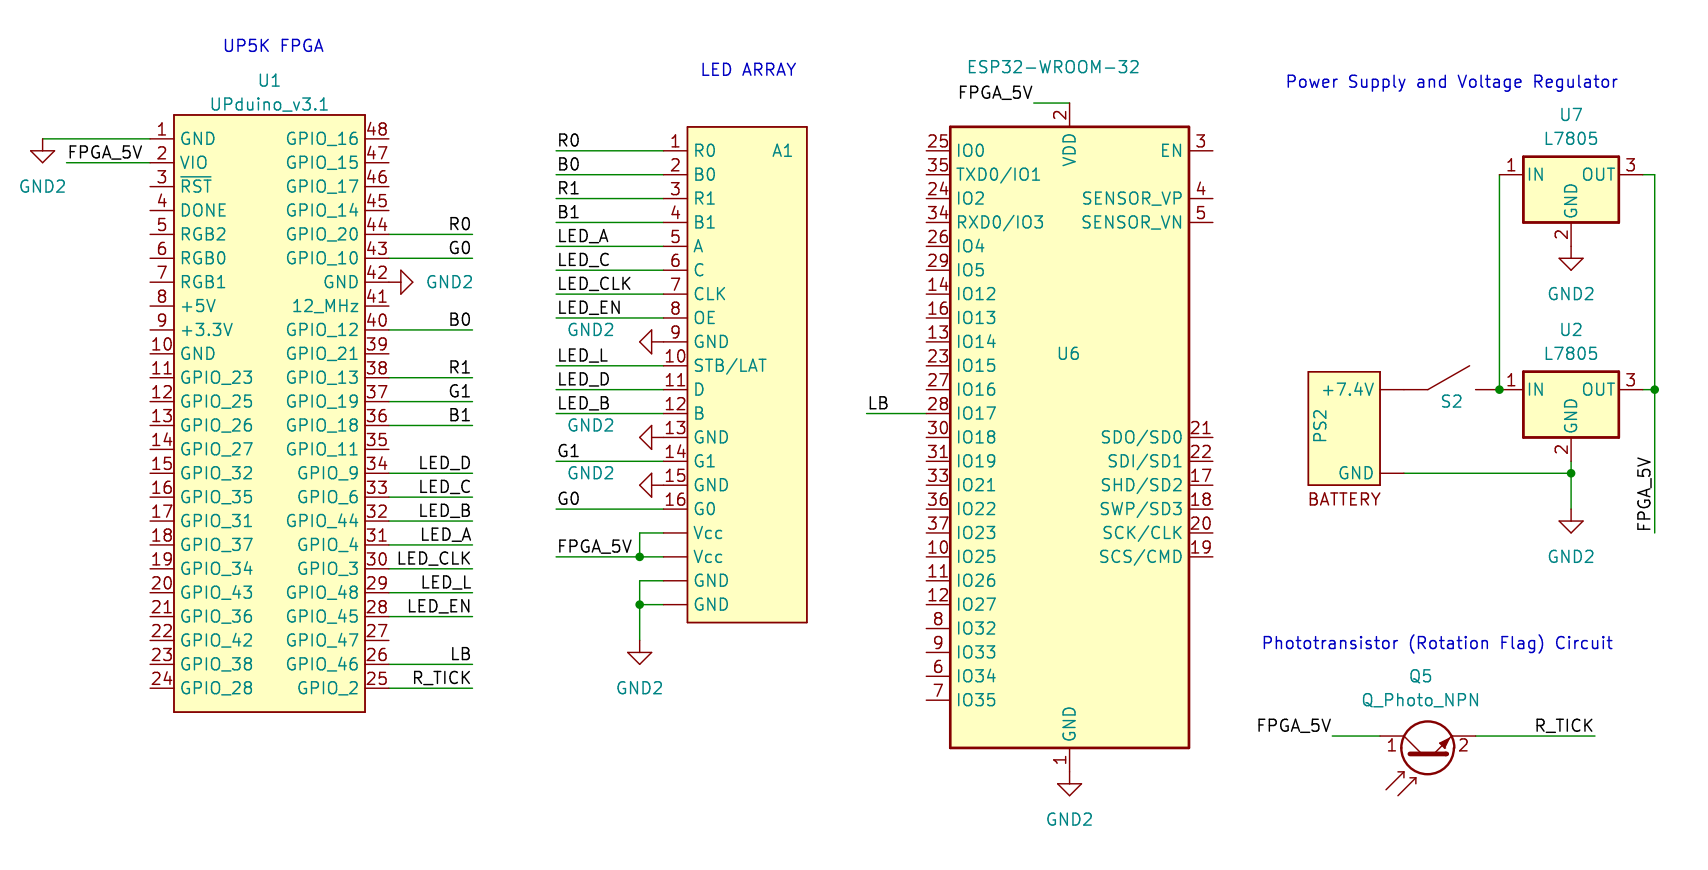 UP5K FPGA
U1
UPduino_v3.1
1 GND GPIO_16 48
FPGA_5V 2 VIO GPIO_15 47
GND2 3 RST GPIO_17 46
4 DONE GPIO_14 45
5 RGB2 GPIO_20 44 R0
6 RGB0 GPIO_10 43 G0
7 RGB1 GND 42 GND2
8 +5V 12_MHz 41
9 +3.3V GPIO_12 40 B0
10 GND GPIO_21 39
11 GPIO_23 GPIO_13 38 R1
12 GPIO_25 GPIO_19 37 G1
13 GPIO_26 GPIO_18 36 B1
14 GPIO_27 GPIO_11 35
15 GPIO_32 GPIO_9 34 LED_D
16 GPIO_35 GPIO_6 33 LED_C
17 GPIO_31 GPIO_44 32 LED_B
18 GPIO_37 GPIO_4 31 LED_A
19 GPIO_34 GPIO_3 30 LED_CLK
20 GPIO_43 GPIO_48 29 LED_L
21 GPIO_36 GPIO_45 28 LED_EN
22 GPIO_42 GPIO_47 27
23 GPIO_38 GPIO_46 26 LB
24 GPIO_28 GPIO_2 25 R_TICK
LED ARRAY
R0 1 R0 A1
B0 2 B0
R1 3 R1
B1 4 B1
LED_A 5 A
LED_C 6 C
LED_CLK 7 CLK
LED_EN 8 OE
GND2 9 GND
LED_L 10 STB/LAT
LED_D 11 D
LED_B 12 B
GND2 13 GND
G1 14 G1
GND2 15 GND
G0 16 G0
Vcc
FPGA_5V Vcc
GND
GND
GND2
ESP32-WROOM-32
FPGA_5V
2
VDD
25 IO0 EN 3
35 TXD0/IO1
24 IO2 SENSOR_VP 4
34 RXD0/IO3 SENSOR_VN 5
26 IO4
29 IO5
14 IO12
16 IO13
13 IO14
U6
23 IO15
27 IO16
LB 28 IO17
30 IO18 SDO/SD0 21
31 IO19 SDI/SD1 22
33 IO21 SHD/SD2 17
36 IO22 SWP/SD3 18
37 IO23 SCK/CLK 20
10 IO25 SCS/CMD 19
11 IO26
12 IO27
8 IO32
9 IO33
6 IO34
7 IO35
GND
1
GND2
Power Supply and Voltage Regulator
U7
L7805
1 IN OUT 3
GND
2
GND2
U2
L7805
+7.4V S2 1 IN OUT 3
PS2
GND
2
GND
BATTERY
FPGA_5V
GND2
Phototransistor (Rotation Flag) Circuit
Q5
Q_Photo_NPN
FPGA_5V 1 2 R_TICK